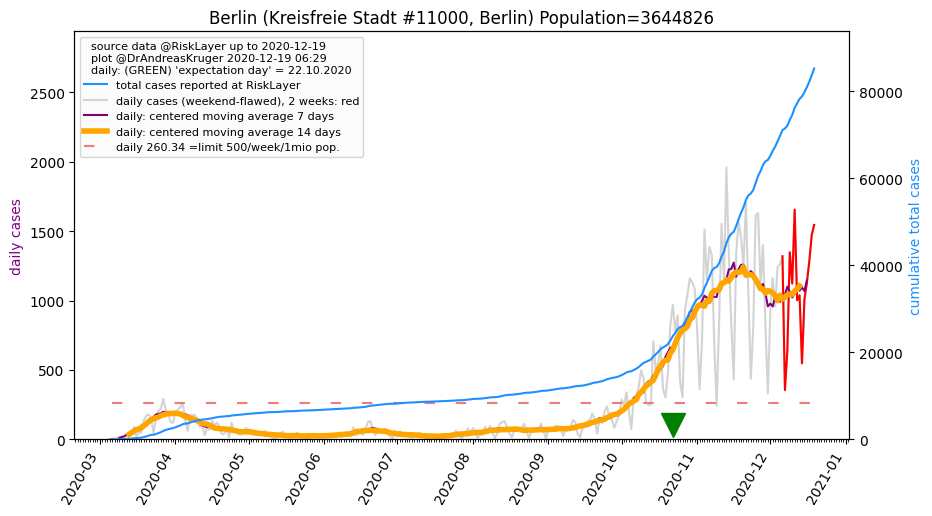 Berlin (Kreisfreie Stadt #11000, Berlin) Population=3644826
source data @RiskLayer up to 2020-12-19
plot @DrAndreasKruger 2020-12-19 06:29
daily: (GREEN) 'expectation day' = 22.10.2020
total cases reported at RiskLayer
daily cases (weekend-flawed), 2 weeks: red
daily: centered moving average 7 days
daily: centered moving average 14 days
daily 260.34 =limit 500/week/1mio pop.
daily cases
2500
2000
1500
1000
500
0
cumulative total cases
80000
60000
40000
20000
0
2020-03
2020-04
2020-05
2020-06
2020-07
2020-08
2020-09
2020-10
2020-11
2020-12
2021-01